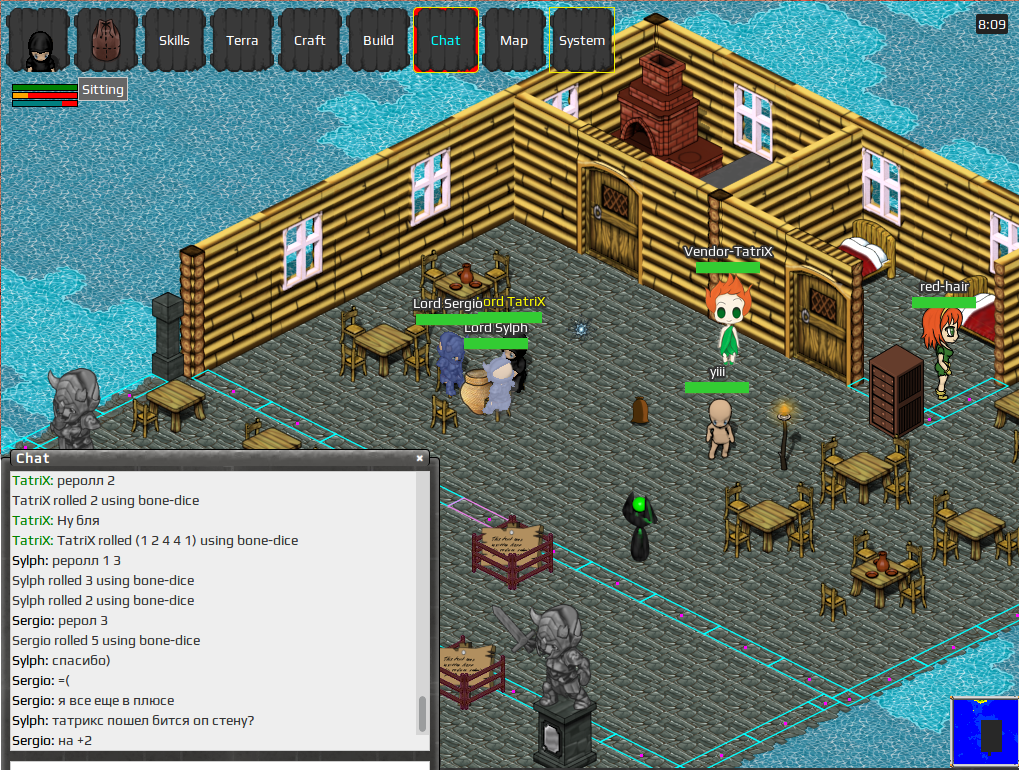 Skills
Terra
Craft
Build
Chat
Map
System
8:09
Sitting
Vendor-TatriX
red-hair
Lord Sergio
ord TatriX
Lord Sylph
yiii
Chat
TatriX: реролл 2
TatriX rolled 2 using bone-dice
TatriX: Ну бля
TatriX: TatriX rolled (1 2 4 4 1) using bone-dice
Sylph: реролл 1 3
Sylph rolled 3 using bone-dice
Sylph rolled 2 using bone-dice
Sergio: рерол 3
Sergio rolled 5 using bone-dice
Sylph: спасибо)
Sergio: =(
Sergio: я все еще в плюсе
Sylph: татрикс пошел бится оп стену?
Sergio: на +2